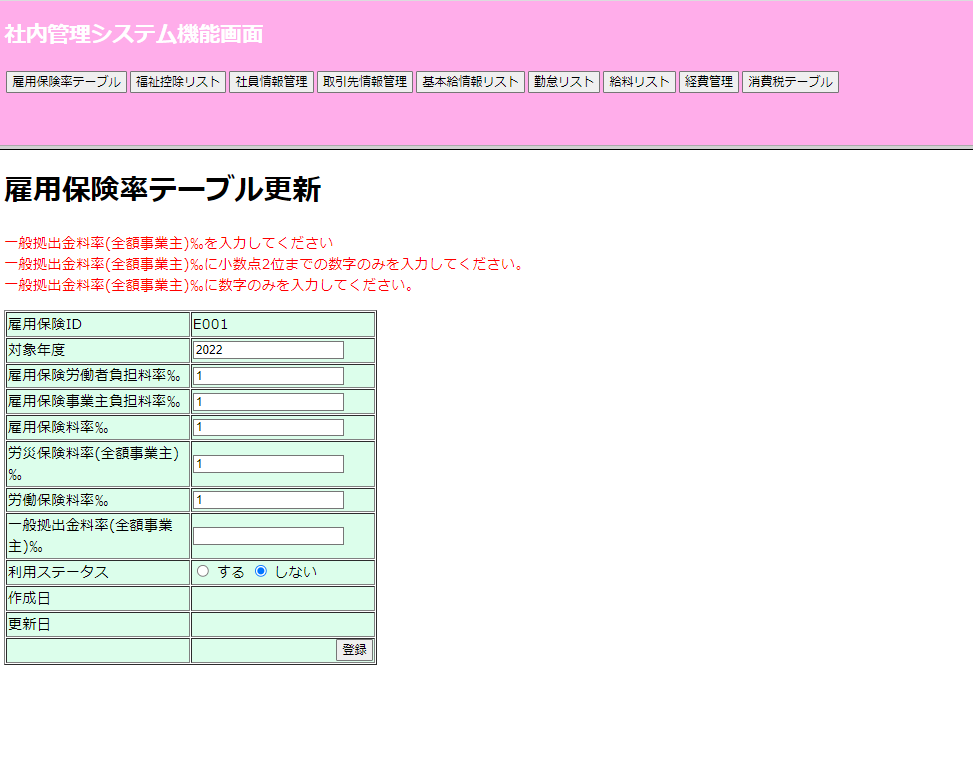 社内管理システム機能画面
雇用保険率テーブル 福祉控除リスト 社員情報管理 取引先情報管理 基本給情報リスト 勤怠リスト 給料リスト 経費管理 消費税テーブル
雇用保険率テーブル更新
一般拠出金料率(全額事業主)‰を入力してください
一般拠出金料率(全額事業主)‰に小数点2位までの数字のみを入力してください。
一般拠出金料率(全額事業主)‰に数字のみを入力してください。
雇用保険ID E001
対象年度 2022
雇用保険労働者負担料率‰ 1
雇用保険事業主負担料率‰ 1
雇用保険料率‰ 1
労災保険料率(全額事業主)
‰ 1
労働保険料率‰ 1
一般拠出金料率(全額事業
主)‰
利用ステータス する しない
作成日
更新日
登録